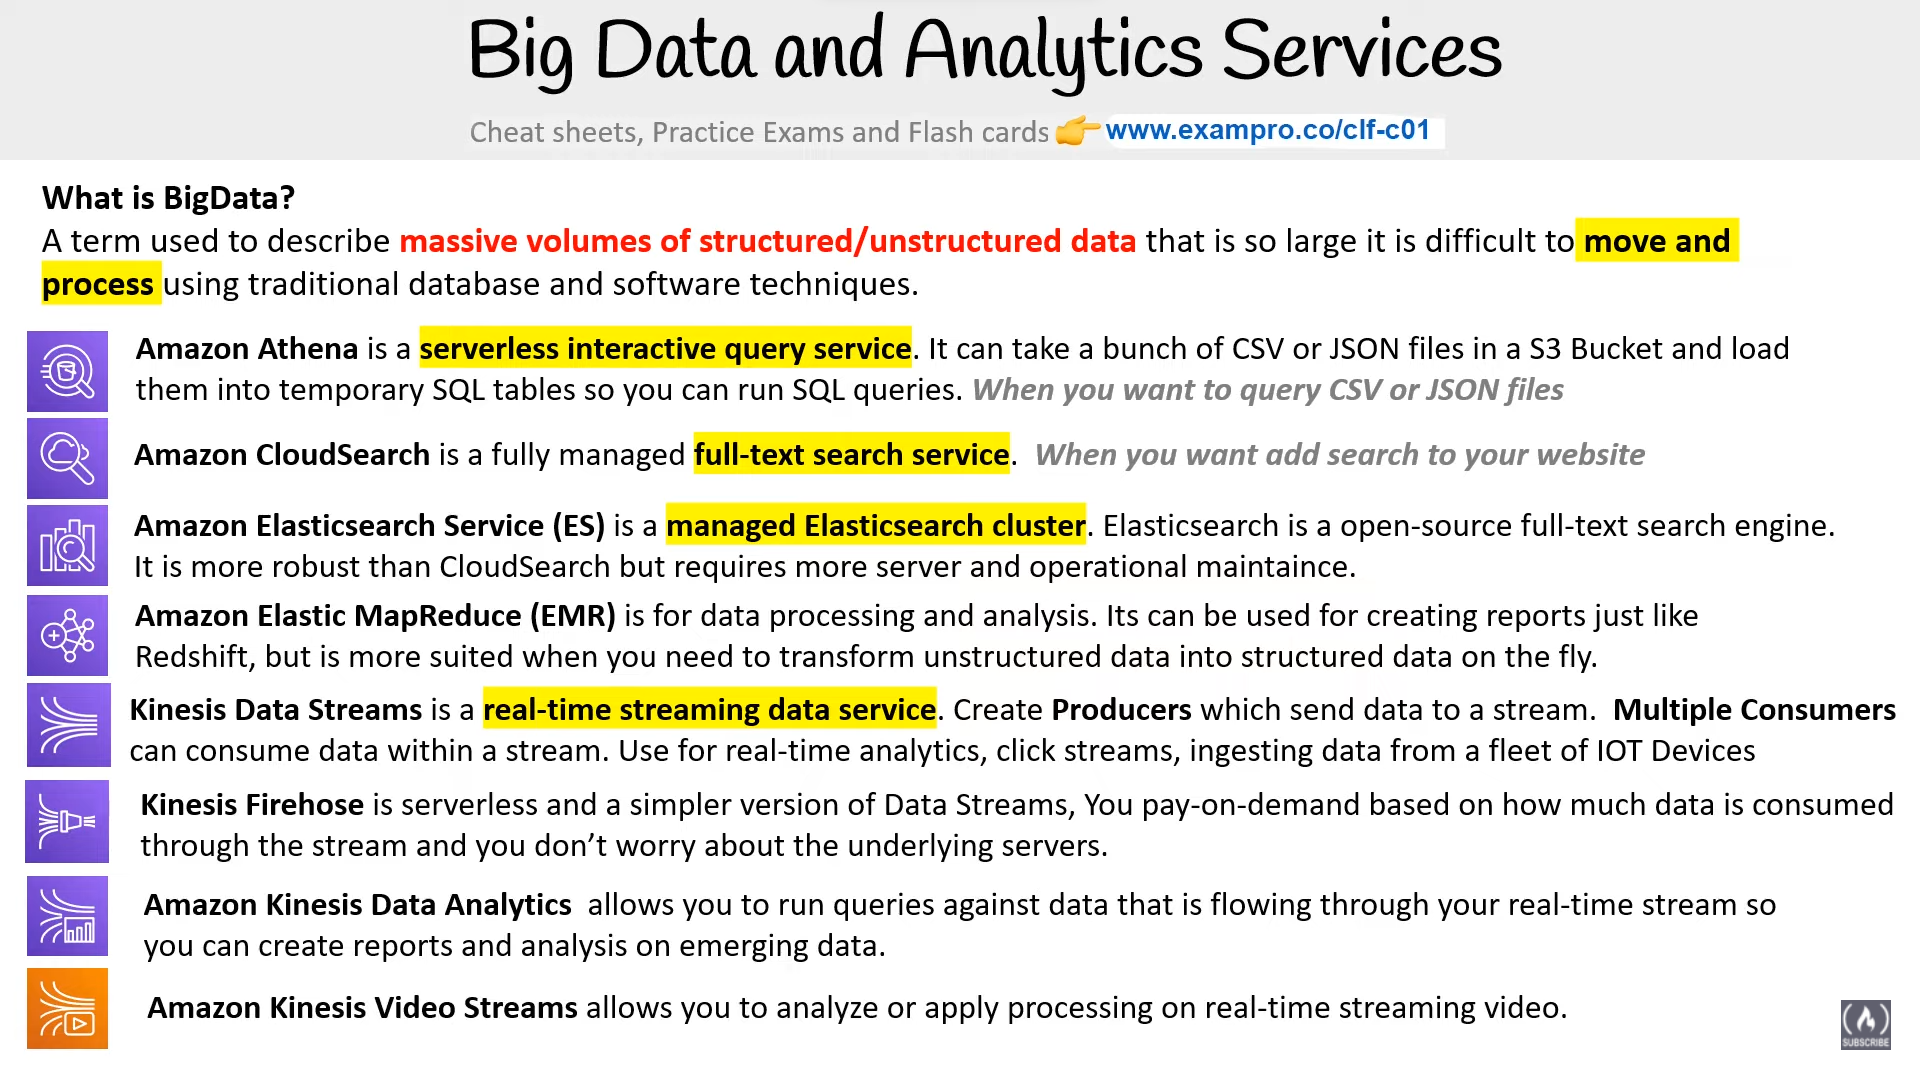 Big Data and Analytics Services
Cheat sheets, Practice Exams and Flash cards 👉 www.exampro.co/clf-c01
What is BigData?
A term used to describe massive volumes of structured/unstructured data that is so large it is difficult to move and
process using traditional database and software techniques.
Amazon Athena is a serverless interactive query service. It can take a bunch of CSV or JSON files in a S3 Bucket and load
them into temporary SQL tables so you can run SQL queries. When you want to query CSV or JSON files
Amazon CloudSearch is a fully managed full-text search service. When you want add search to your website
Amazon Elasticsearch Service (ES) is a managed Elasticsearch cluster. Elasticsearch is a open-source full-text search engine.
It is more robust than CloudSearch but requires more server and operational maintaince.
Amazon Elastic MapReduce (EMR) is for data processing and analysis. Its can be used for creating reports just like
Redshift, but is more suited when you need to transform unstructured data into structured data on the fly.
Kinesis Data Streams is a real-time streaming data service. Create Producers which send data to a stream. Multiple Consumers
can consume data within a stream. Use for real-time analytics, click streams, ingesting data from a fleet of IOT Devices
Kinesis Firehose is serverless and a simpler version of Data Streams, You pay-on-demand based on how much data is consumed
through the stream and you don’t worry about the underlying servers.
Amazon Kinesis Data Analytics allows you to run queries against data that is flowing through your real-time stream so
you can create reports and analysis on emerging data.
Amazon Kinesis Video Streams allows you to analyze or apply processing on real-time streaming video.
SUBSCRIBE